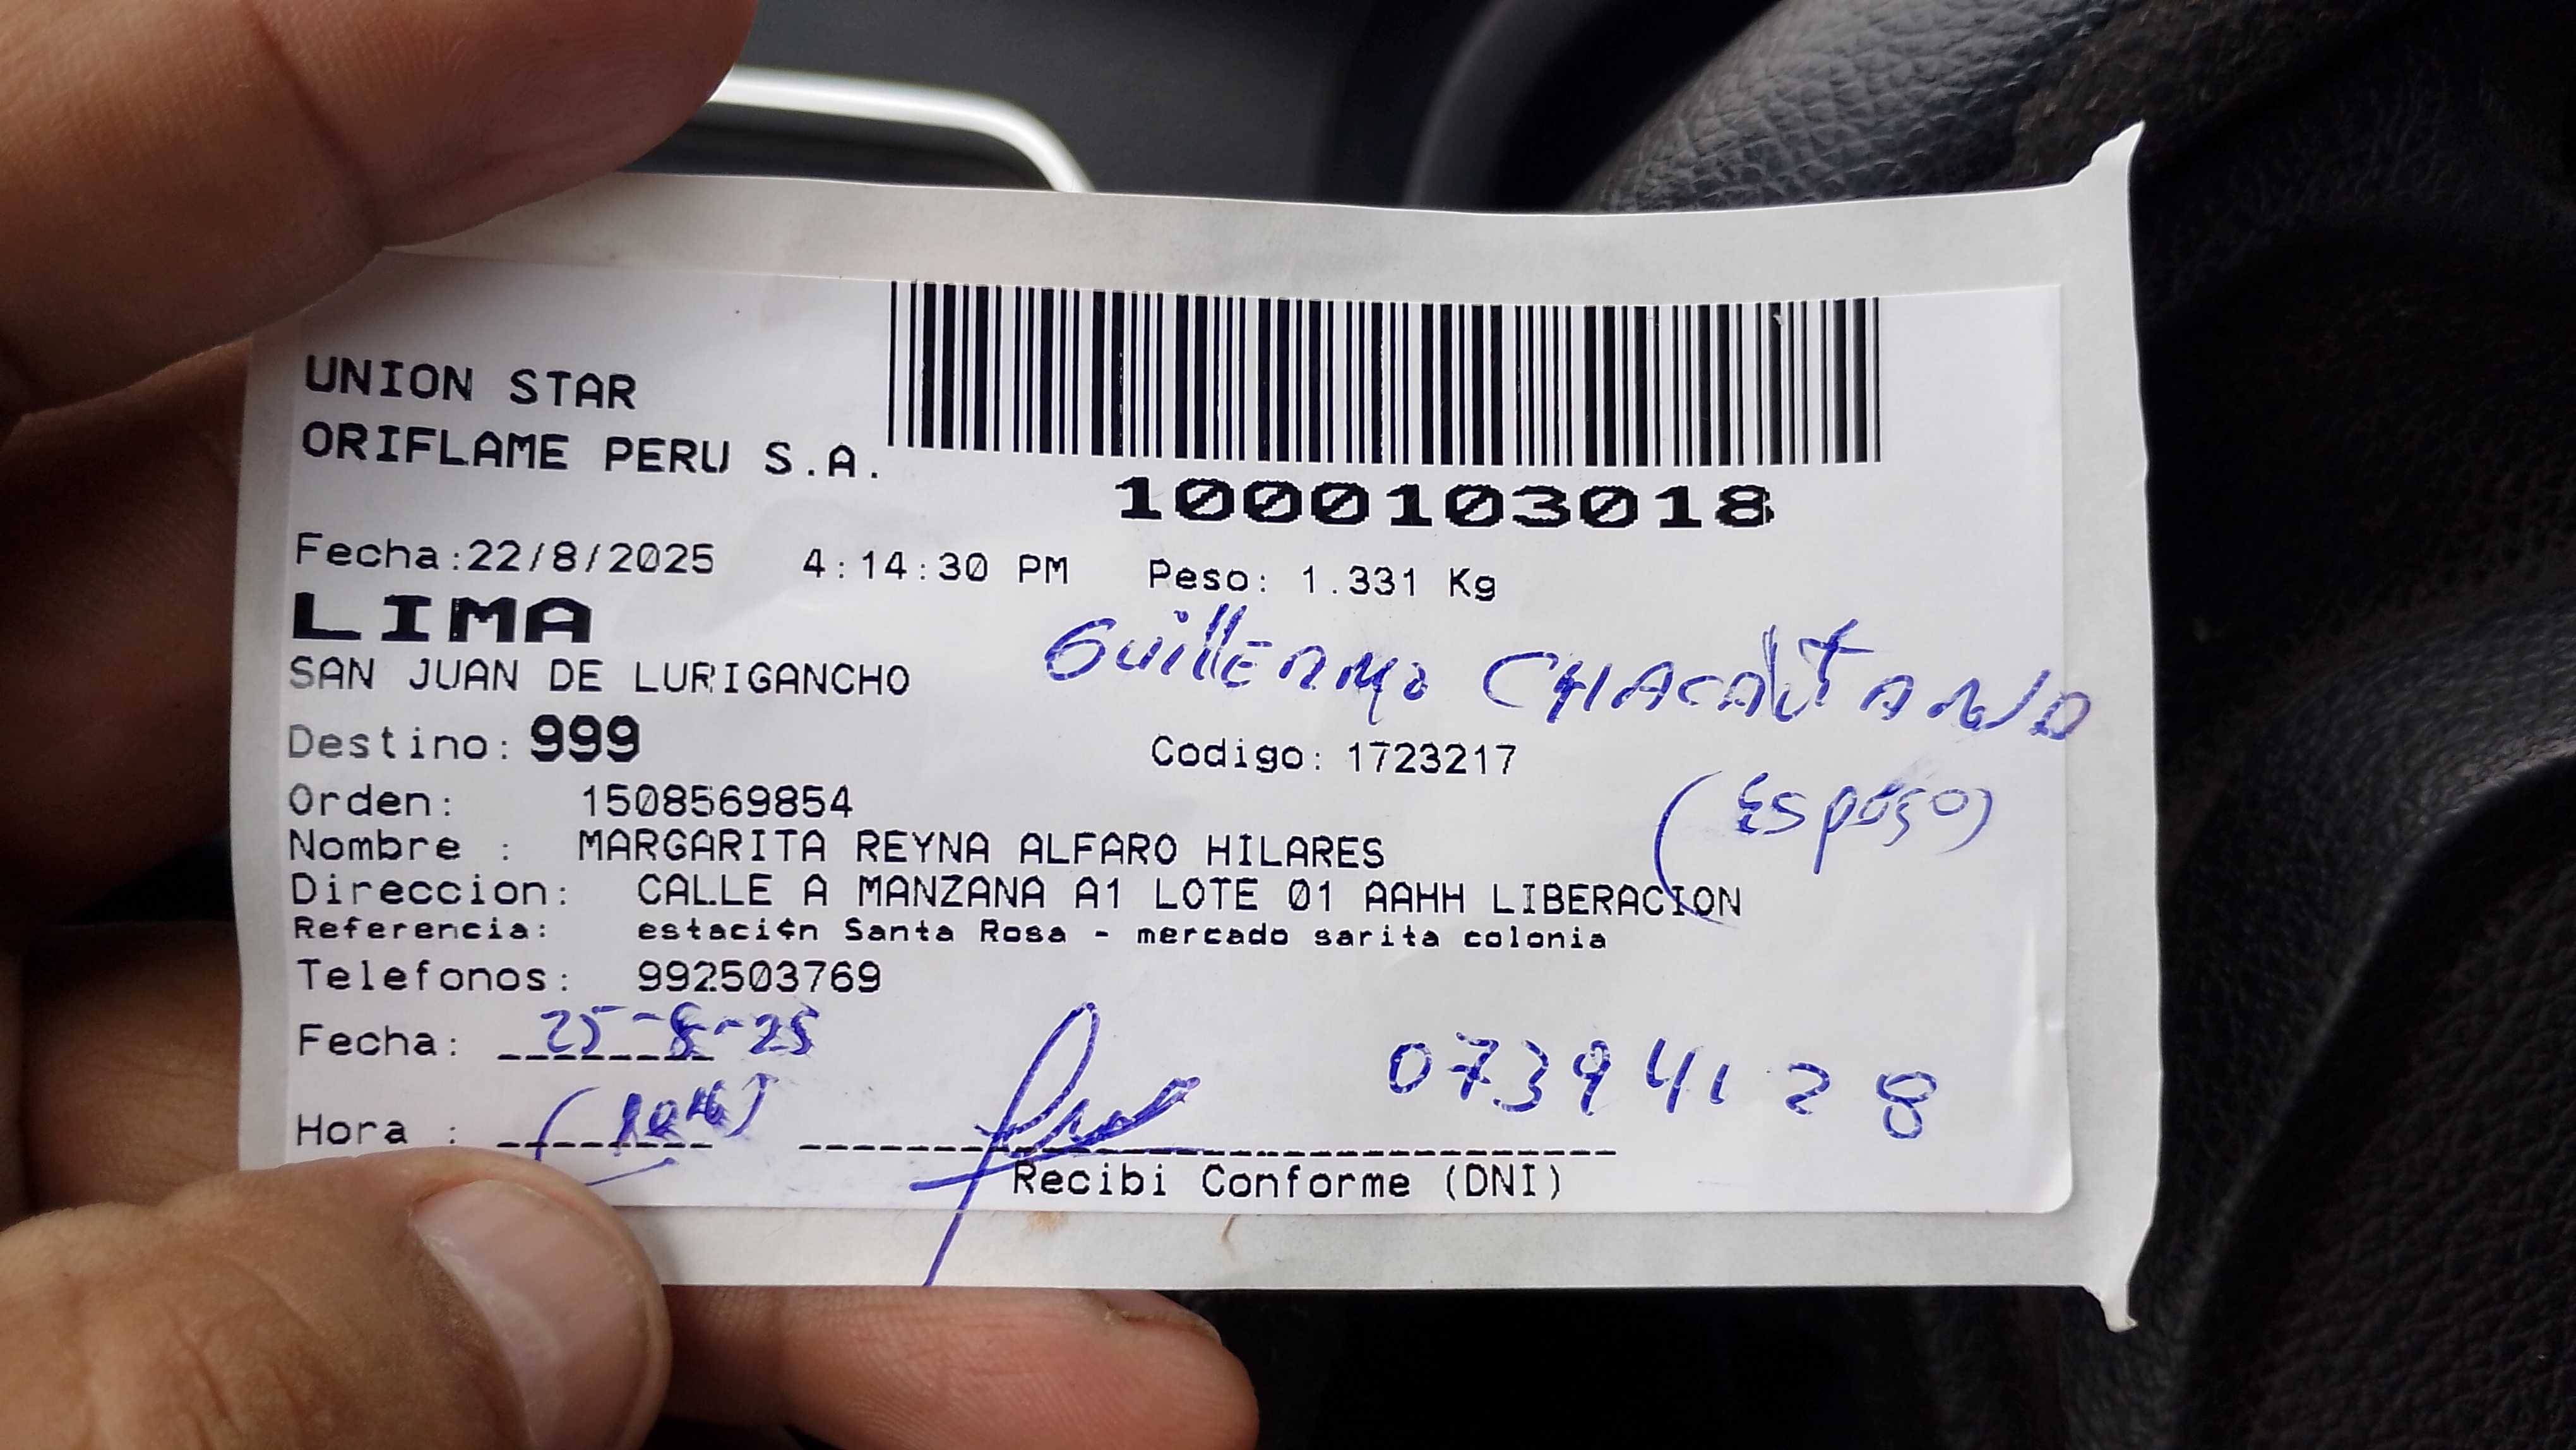 UNION STAR
ORIFLAME PERU S.A.
1000103018
Fecha:22/8/2025 4:14:30 PM Peso: 1.331 Kg
LIMA
SAN JUAN DE LURIGANCHO
Guillermo CHACALTANO
Destino: 999 Codigo: 1723217
(Esposo)
Orden: 1508569854
Nombre : MARGARITA REYNA ALFARO HILARES
Direccion: CALLE A MANZANA A1 LOTE 01 AAHH LIBERACION
Referencia: estaci¢n Santa Rosa - mercado sarita colonia
Telefonos: 992503769
Fecha: 25-8-25
07394128
Hora :
Recibi Conforme (DNI)